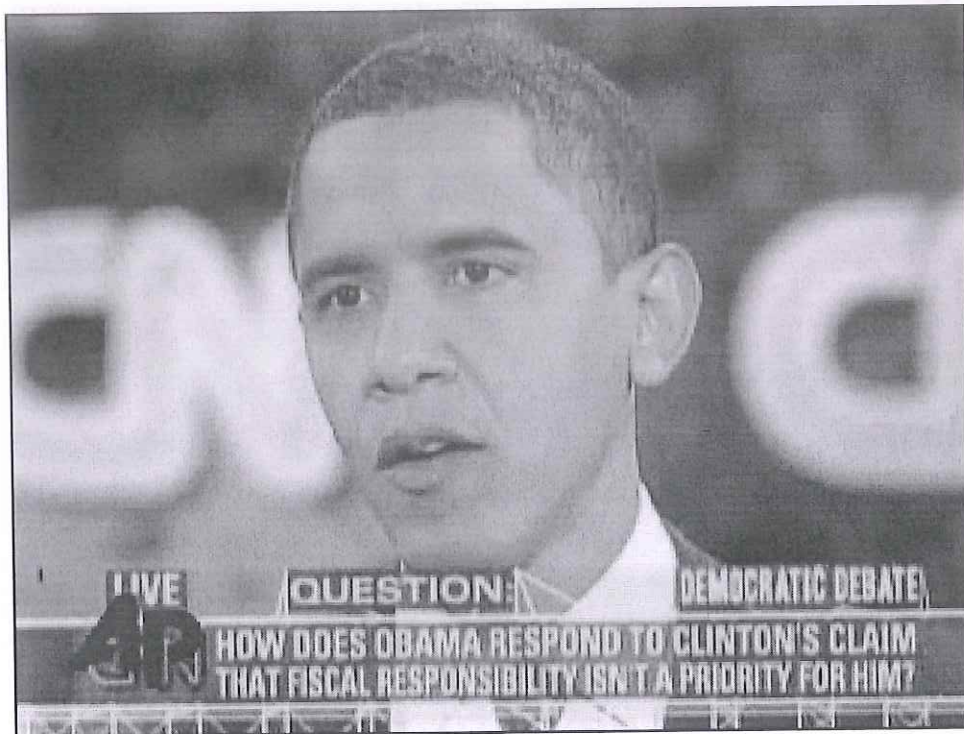 LIVE QUESTION: DEMOCRATIC DEBATE
HOW DOES OBAMA RESPOND TO CLINTON'S CLAIM
THAT FISCAL RESPONSIBILITY ISN'T A PRIORITY FOR HIM?